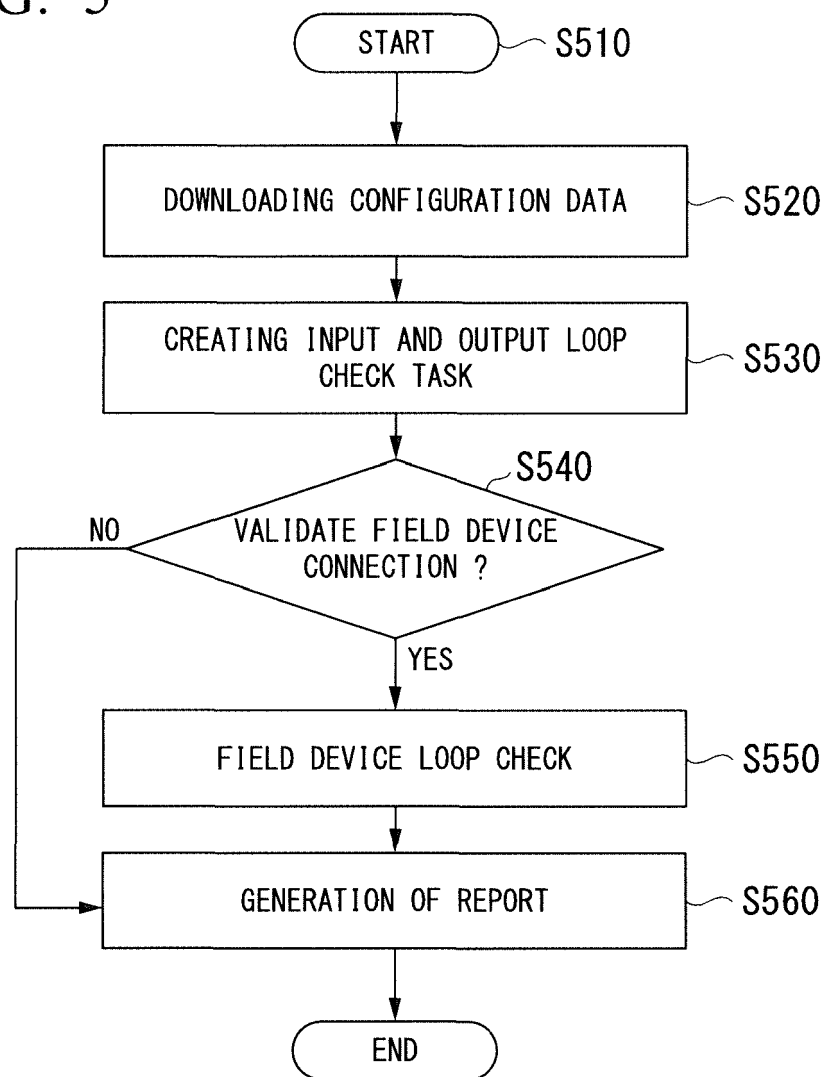 G. 5
START
S510
DOWNLOADING CONFIGURATION DATA
S520
CREATING INPUT AND OUTPUT LOOP
CHECK TASK
S530
S540
NO
VALIDATE FIELD DEVICE
CONNECTION ?
YES
FIELD DEVICE LOOP CHECK
S550
GENERATION OF REPORT
S560
END